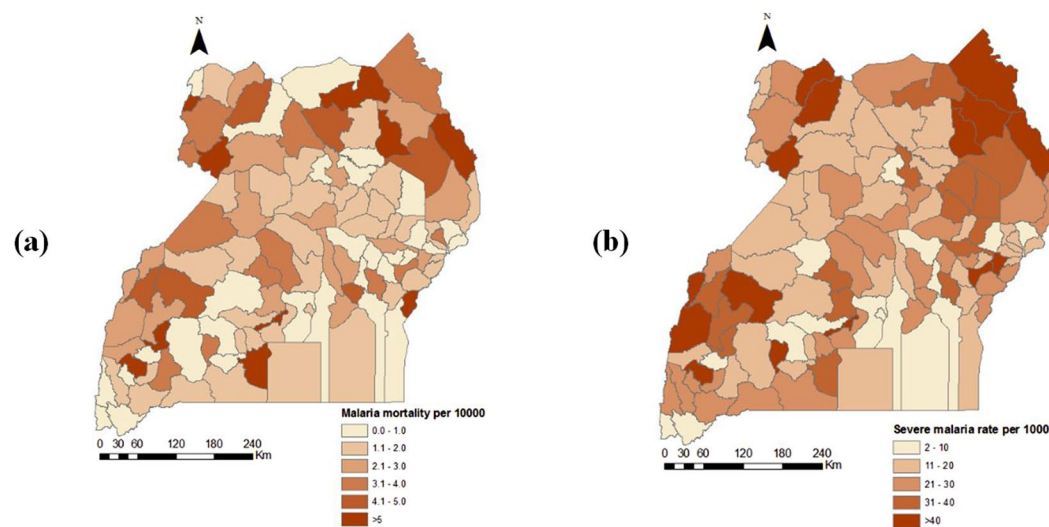 N
(a)
Malaria mortality per 10000
0.0 - 1.0
1.1 - 2.0
2.1 - 3.0
3.1 - 4.0
4.1 - 5.0
>5
0 30 60 120 180 240
Km
N
(b)
Severe malaria rate per 1000
2 - 10
11 - 20
21 - 30
31 - 40
>40
0 30 60 120 180 240
Km